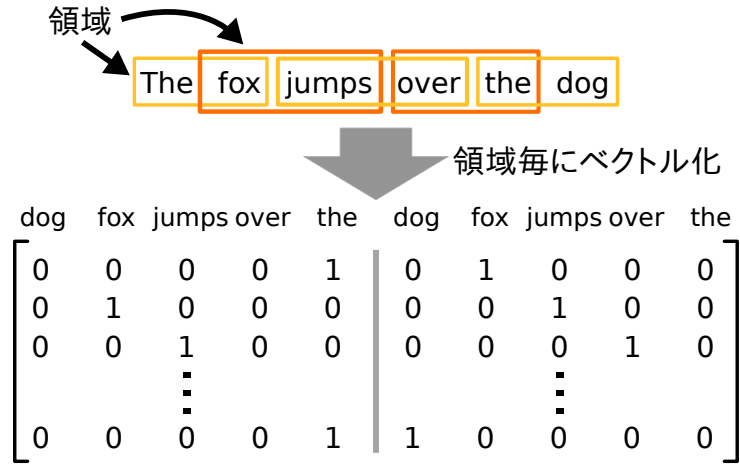 領域
The fox jumps over the dog
領域毎にベクトル化
dog fox jumps over the dog fox jumps over the
0 0 0 0 1 0 1 0 0 0
0 1 0 0 0 0 0 1 0 0
0 0 1 0 0 0 0 0 1 0
0 0 0 0 1 1 0 0 0 0